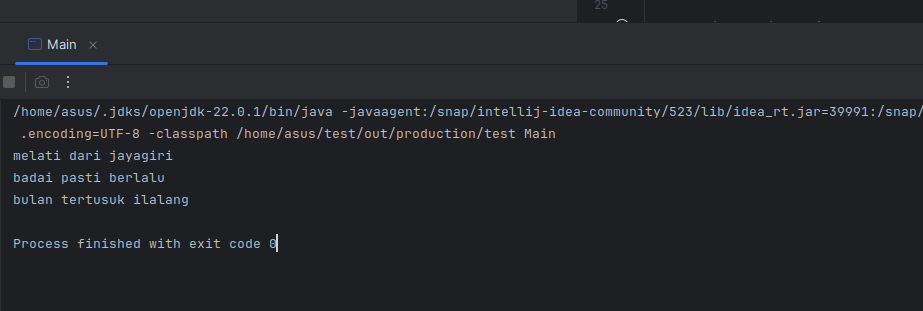 25
Main
/home/asus/.jdks/openjdk-22.0.1/bin/java -javaagent:/snap/intellij-idea-community/523/lib/idea_rt.jar=39991:/snap/
.encoding=UTF-8 -classpath /home/asus/test/out/production/test Main
melati dari jayagiri
badai pasti berlalu
bulan tertusuk ilalang
Process finished with exit code 0